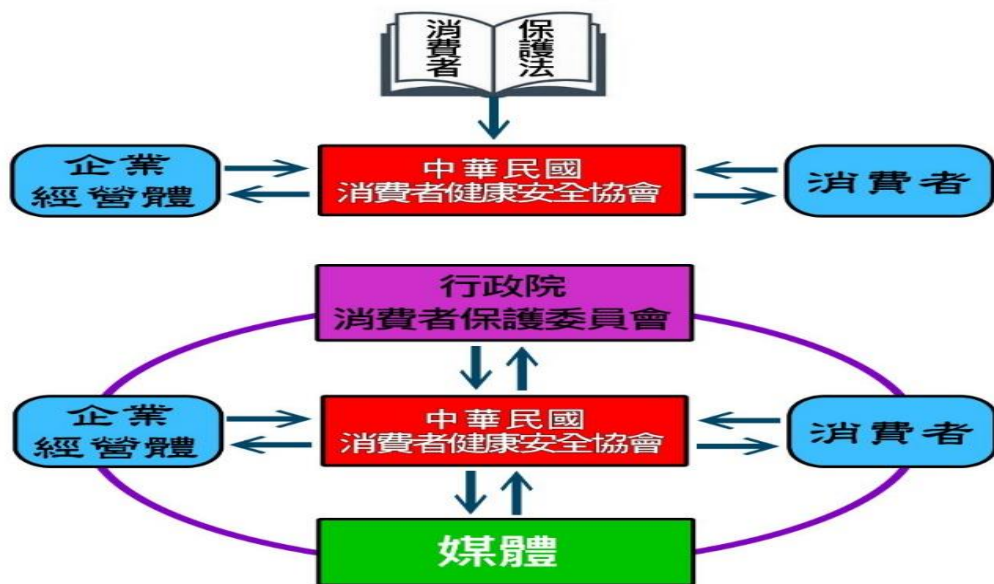 消費者
保護法
企業
經營體
中華民國
消費者健康安全協會
消費者
行政院
消費者保護委員會
企業
經營體
中華民國
消費者健康安全協會
消費者
媒體